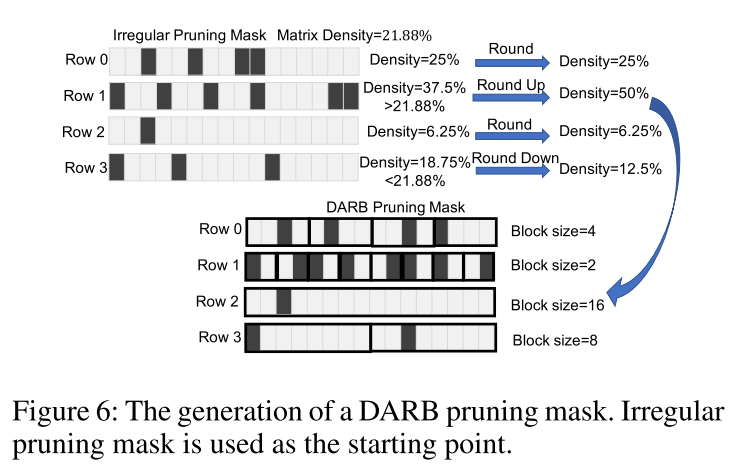 Irregular Pruning Mask Matrix Density=21.88%
Row 0 Density=25% Round Density=25%
Row 1 Density=37.5% >21.88% Round Up Density=50%
Row 2 Density=6.25% Round Density=6.25%
Row 3 Density=18.75% <21.88% Round Down Density=12.5%
DARB Pruning Mask
Row 0 Block size=4
Row 1 Block size=2
Row 2 Block size=16
Row 3 Block size=8
Figure 6: The generation of a DARB pruning mask. Irregular
pruning mask is used as the starting point.